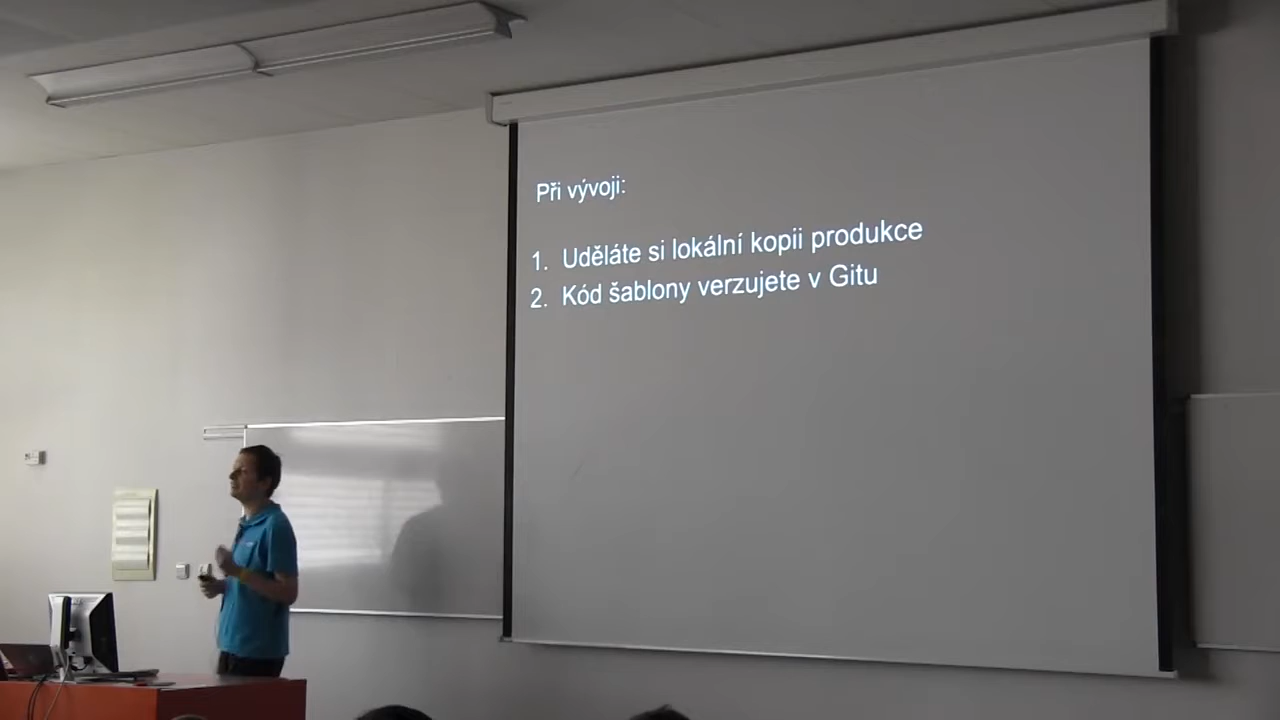 Při vývoji:
1. Uděláte si lokální kopii produkce
2. Kód šablony verzujete v Gitu